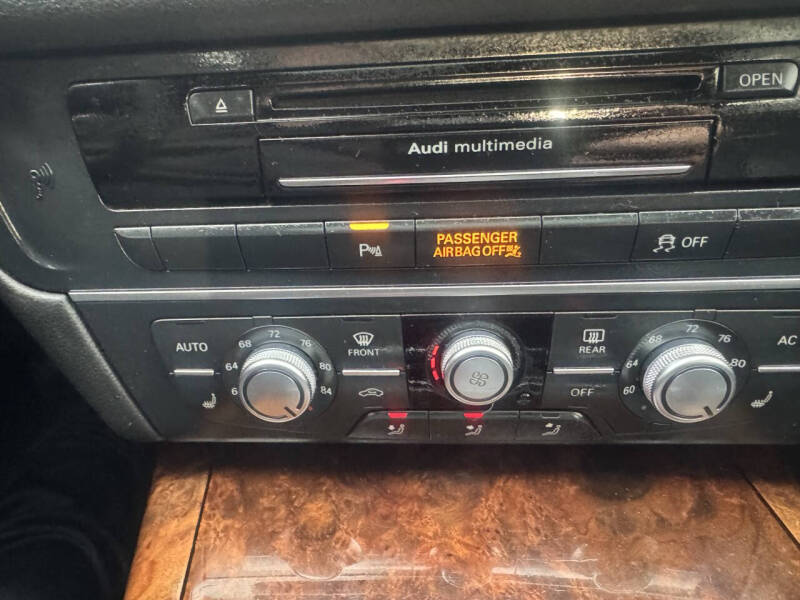 OPEN
Audi multimedia
P
PASSENGER
AIRBAG OFF
OFF
AUTO
64 68 72 76 80 84
FRONT
REAR
OFF
60 64 68 72 76 80
AC